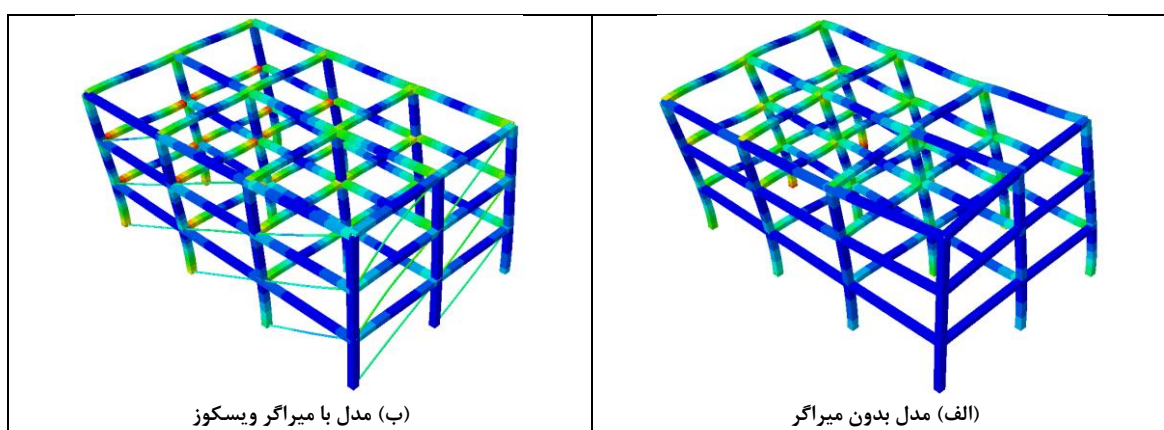 (الف) مدل بدون میراگر
(ب) مدل با میراگر ویسکوز